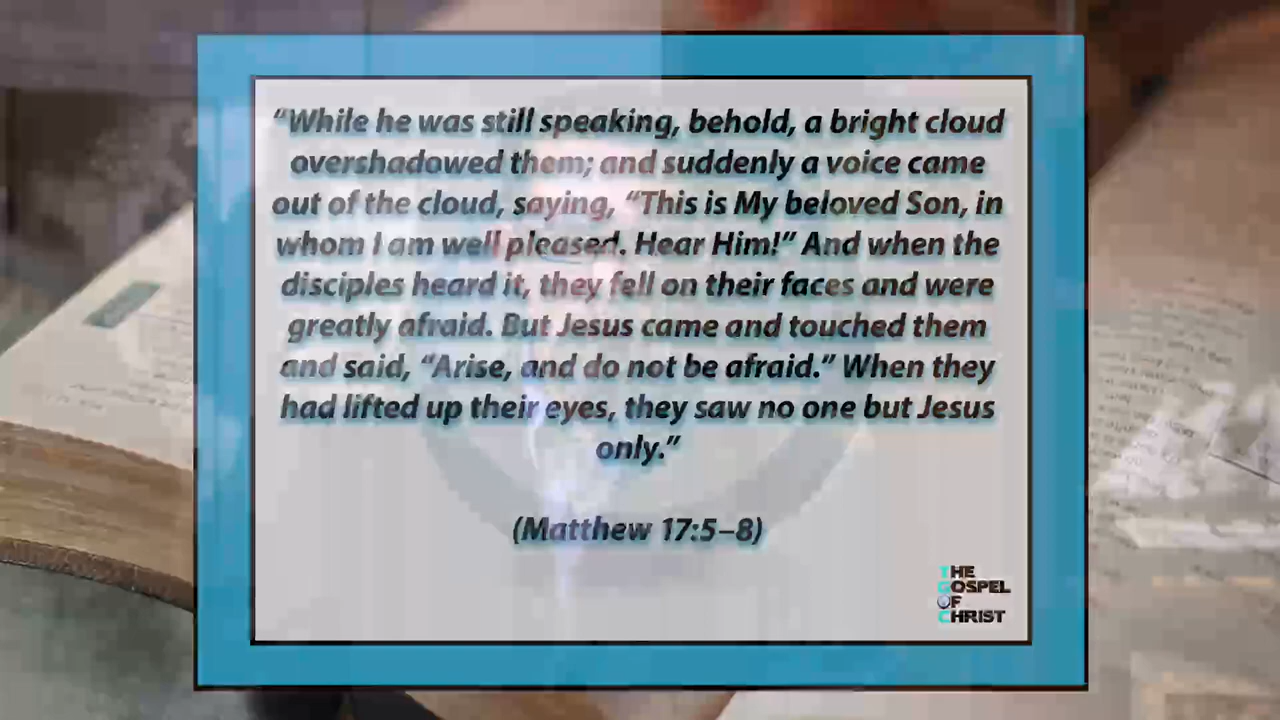 “While he was still speaking, behold, a bright cloud
overshadowed them; and suddenly a voice came
out of the cloud, saying, “This is My beloved Son, in
whom I am well pleased. Hear Him!” And when the
disciples heard it, they fell on their faces and were
greatly afraid. But Jesus came and touched them
and said, “Arise, and do not be afraid.” When they
had lifted up their eyes, they saw no one but Jesus
only.”
(Matthew 17:5–8)
THE
GOSPEL
OF
CHRIST